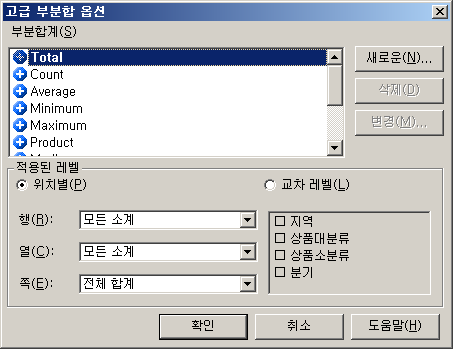 고급 부분합 옵션
부분합계(S)
Total
Count
Average
Minimum
Maximum
Product
새로운(N)...
삭제(D)
변경(M)...
적용된 레벨
위치별(P)
교차 레벨(L)
행(R): 모든 소계
열(C): 모든 소계
쪽(E): 전체 합계
지역
상품대분류
상품소분류
분기
확인
취소
도움말(H)